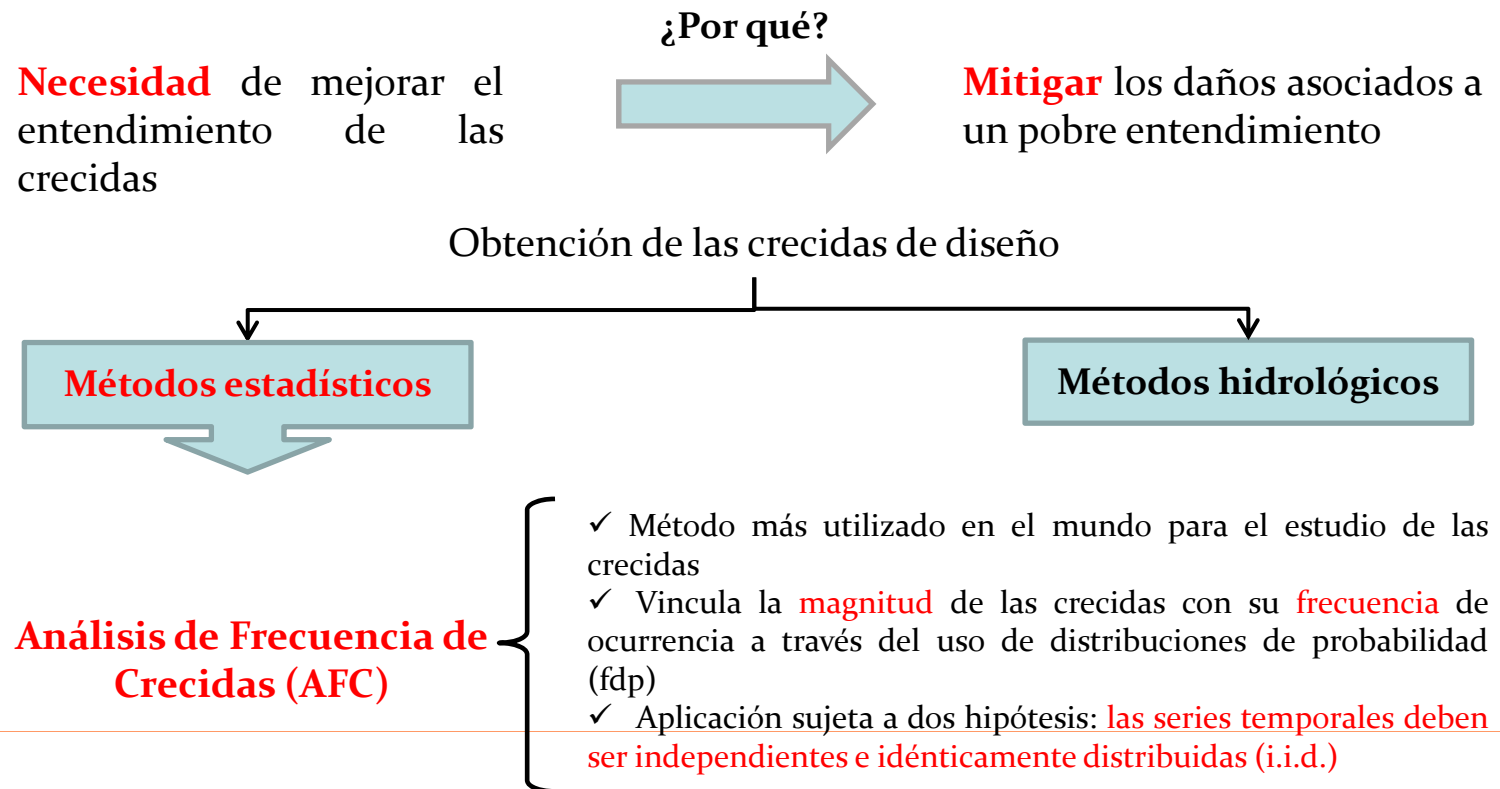 ¿Por qué?
Necesidad de mejorar el
entendimiento de las
crecidas
Mitigar los daños asociados a
un pobre entendimiento
Obtención de las crecidas de diseño
Métodos estadísticos
Métodos hidrológicos
Análisis de Frecuencia de
Crecidas (AFC)
✓ Método más utilizado en el mundo para el estudio de las
crecidas
✓ Vincula la magnitud de las crecidas con su frecuencia de
ocurrencia a través del uso de distribuciones de probabilidad
(fdp)
✓ Aplicación sujeta a dos hipótesis: las series temporales deben
ser independientes e idénticamente distribuidas (i.i.d.)